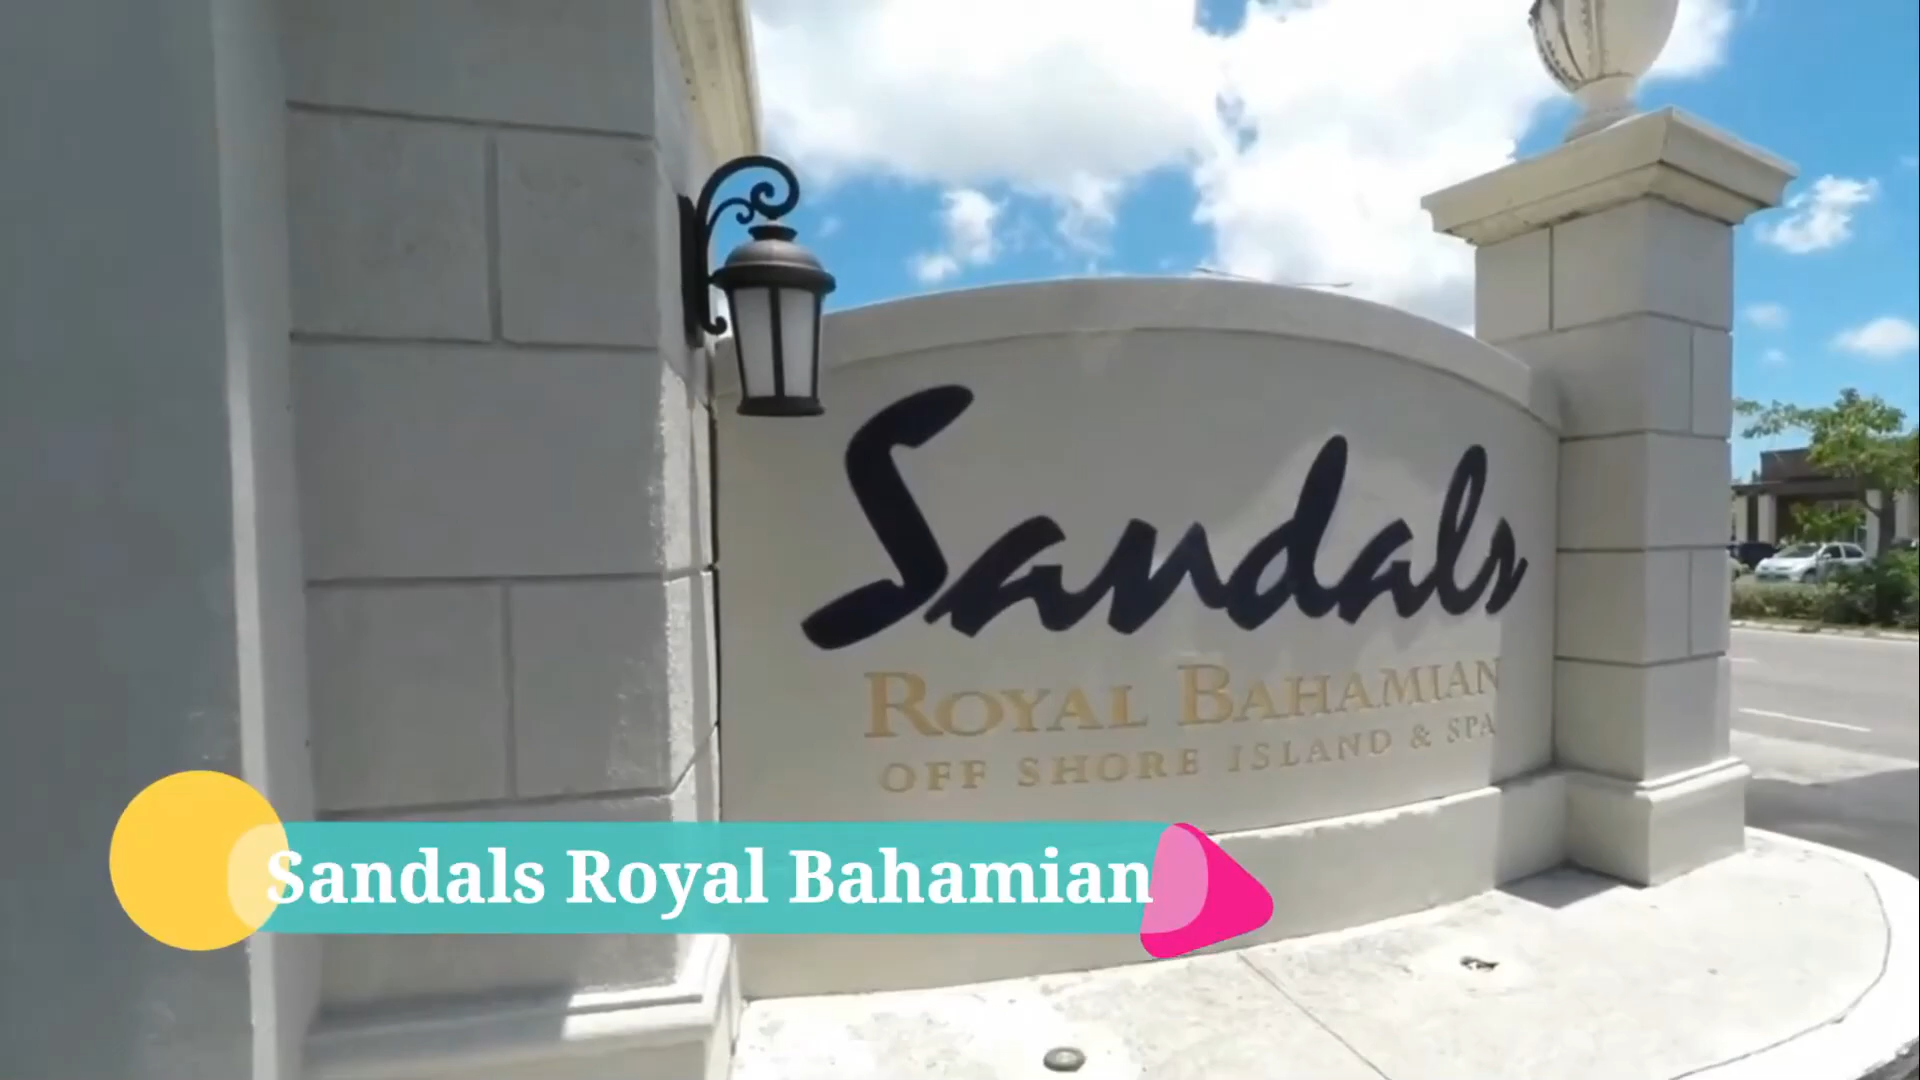 Sandals
ROYAL BAHAMIAN
OFF SHORE ISLAND & SPA
Sandals Royal Bahamian